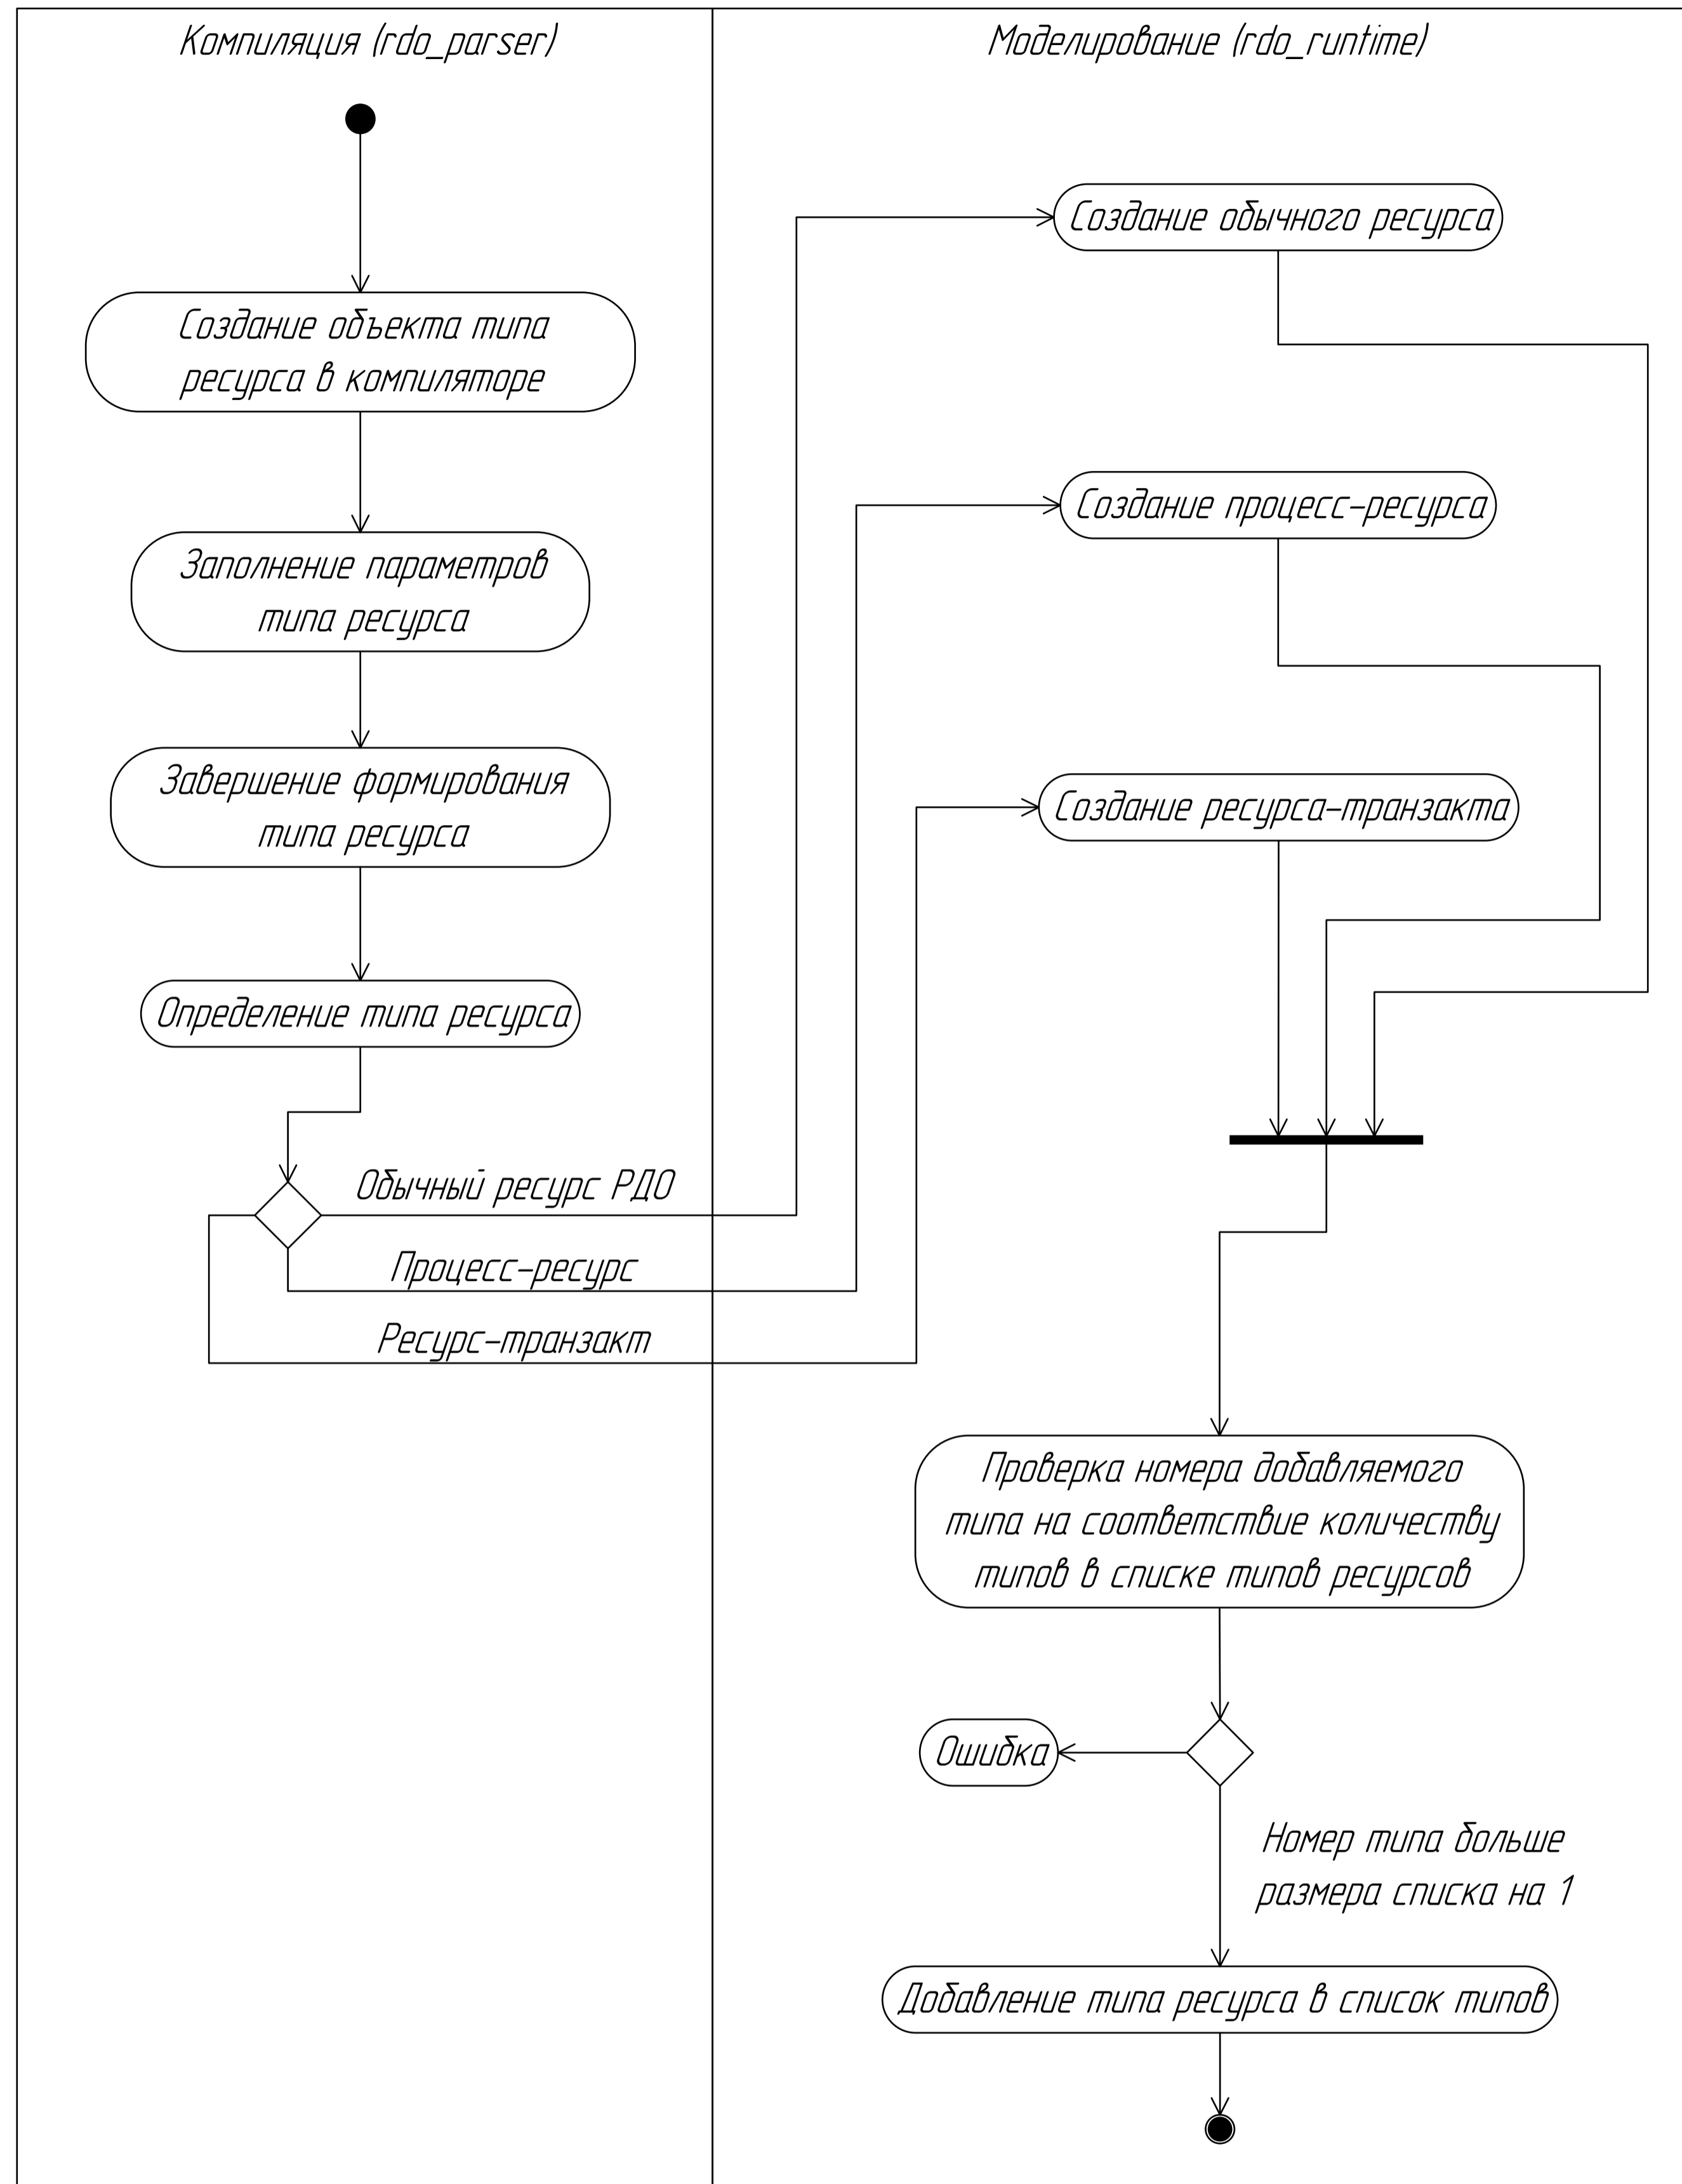 Компиляция (rdo_parser)
Создание объекта типа
ресурса в компиляторе
Заполнение параметров
типа ресурса
Завершение формирования
типа ресурса
Определение типа ресурса
Обычный ресурс РДО
Процесс-ресурс
Ресурс-транзакт
Моделирование (rdo_runtime)
Создание обычного ресурса
Создание процесс-ресурса
Создание ресурса-транзакта
Проверка номера добавляемого
типа на соответствие количеству
типов в списке типов ресурсов
Ошибка
Номер типа больше
размера списка на 1
Добавление типа ресурса в список типов